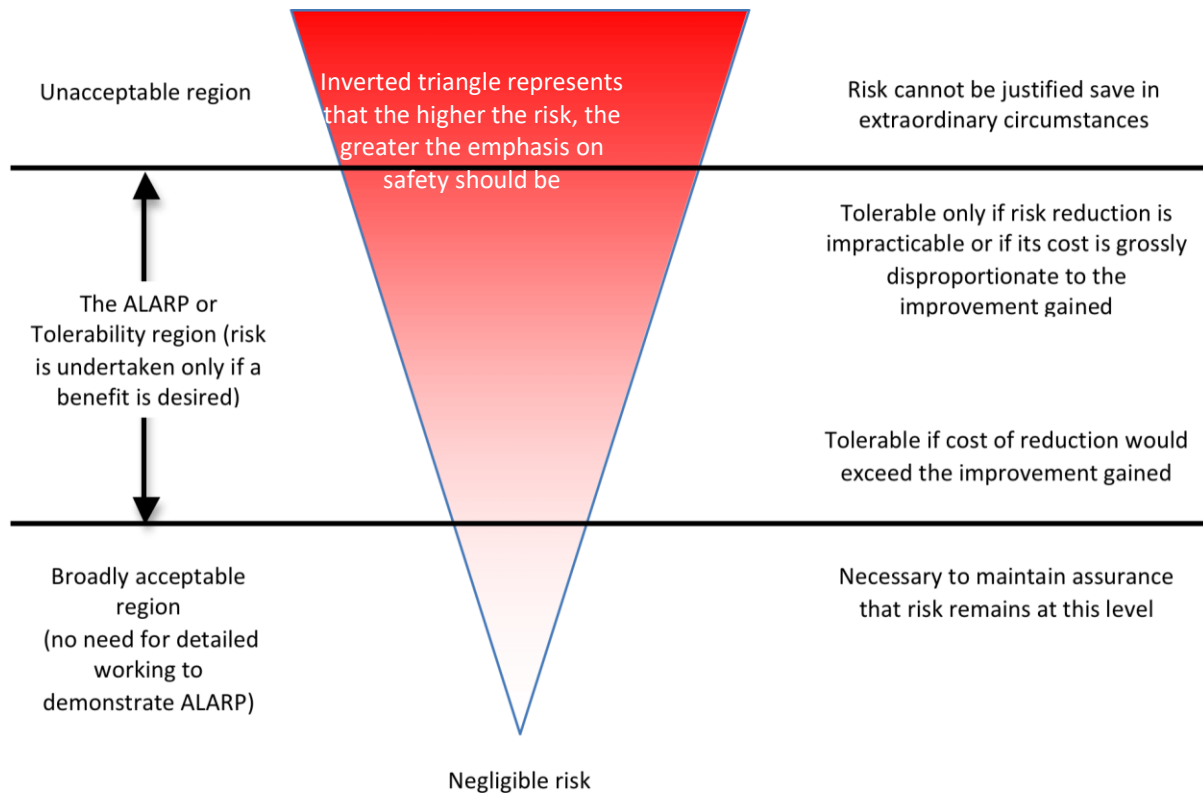 Unacceptable region
Inverted triangle represents
that the higher the risk, the
greater the emphasis on
safety should be
Risk cannot be justified save in
extraordinary circumstances
The ALARP or
Tolerability region (risk
is undertaken only if a
benefit is desired)
Tolerable only if risk reduction is
impracticable or if its cost is grossly
disproportionate to the
improvement gained
Tolerable if cost of reduction would
exceed the improvement gained
Broadly acceptable
region
(no need for detailed
working to
demonstrate ALARP)
Necessary to maintain assurance
that risk remains at this level
Negligible risk